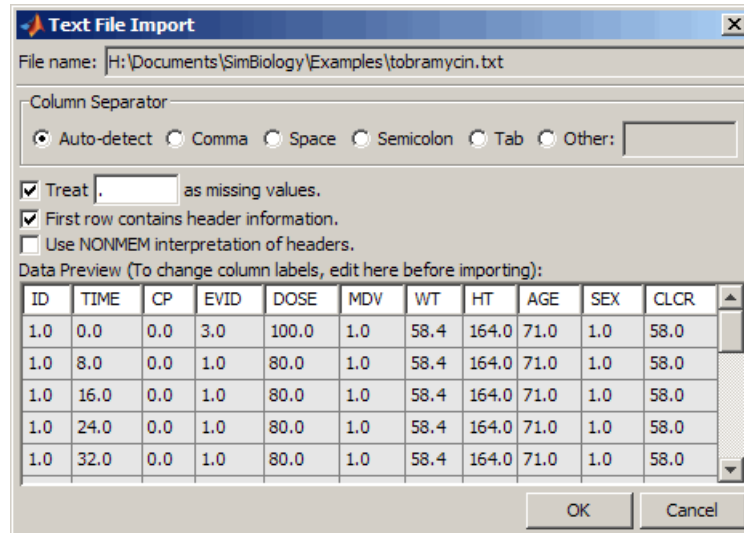 Text File Import
File name: H:\Documents\SimBiology\Examples\tobramycin.txt
Column Separator
Auto-detect Comma Space Semicolon Tab Other:
Treat . as missing values.
First row contains header information.
Use NONMEM interpretation of headers.
Data Preview (To change column labels, edit here before importing):
ID TIME CP EVID DOSE MDV WT HT AGE SEX CLCR
1.0 0.0 0.0 3.0 100.0 1.0 58.4 164.0 71.0 1.0 58.0
1.0 8.0 0.0 1.0 80.0 1.0 58.4 164.0 71.0 1.0 58.0
1.0 16.0 0.0 1.0 80.0 1.0 58.4 164.0 71.0 1.0 58.0
1.0 24.0 0.0 1.0 80.0 1.0 58.4 164.0 71.0 1.0 58.0
1.0 32.0 0.0 1.0 80.0 1.0 58.4 164.0 71.0 1.0 58.0
OK Cancel